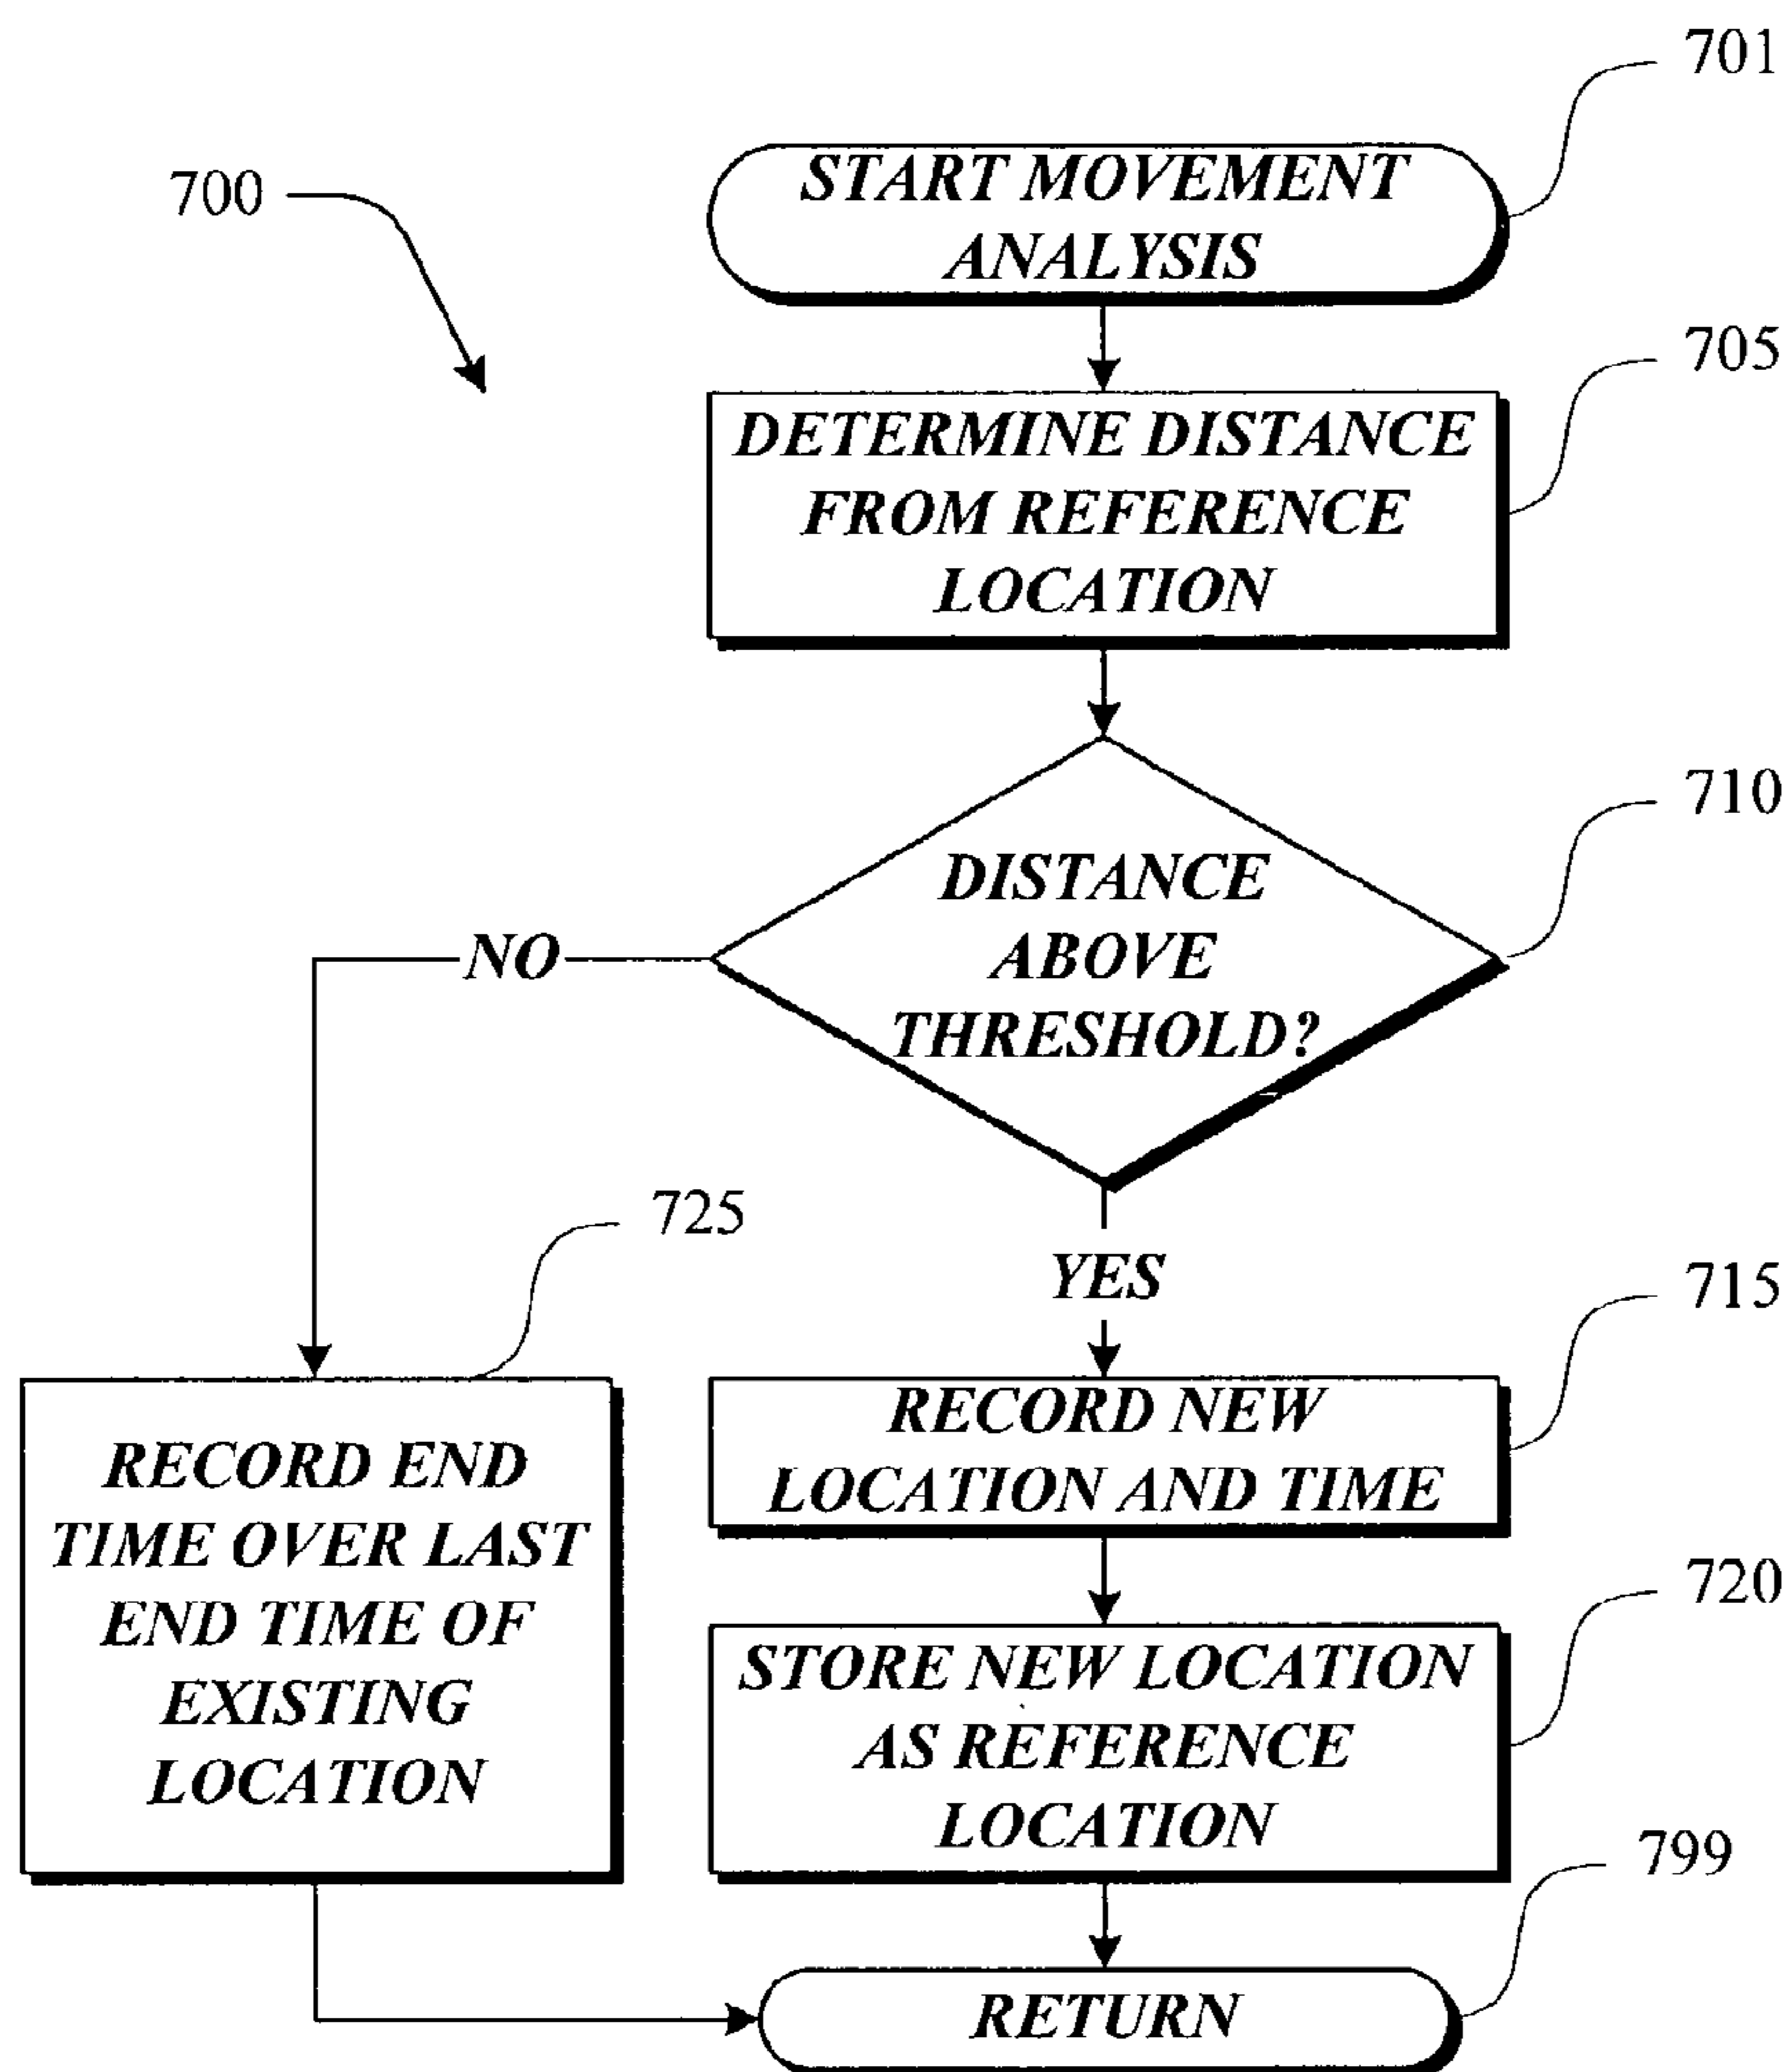 701
700
START MOVEMENT
ANALYSIS
705
DETERMINE DISTANCE
FROM REFERENCE
LOCATION
710
DISTANCE
ABOVE
THRESHOLD?
NO
YES
725
715
RECORD END
TIME OVER LAST
END TIME OF
EXISTING
LOCATION
RECORD NEW
LOCATION AND TIME
720
STORE NEW LOCATION
AS REFERENCE
LOCATION
799
RETURN